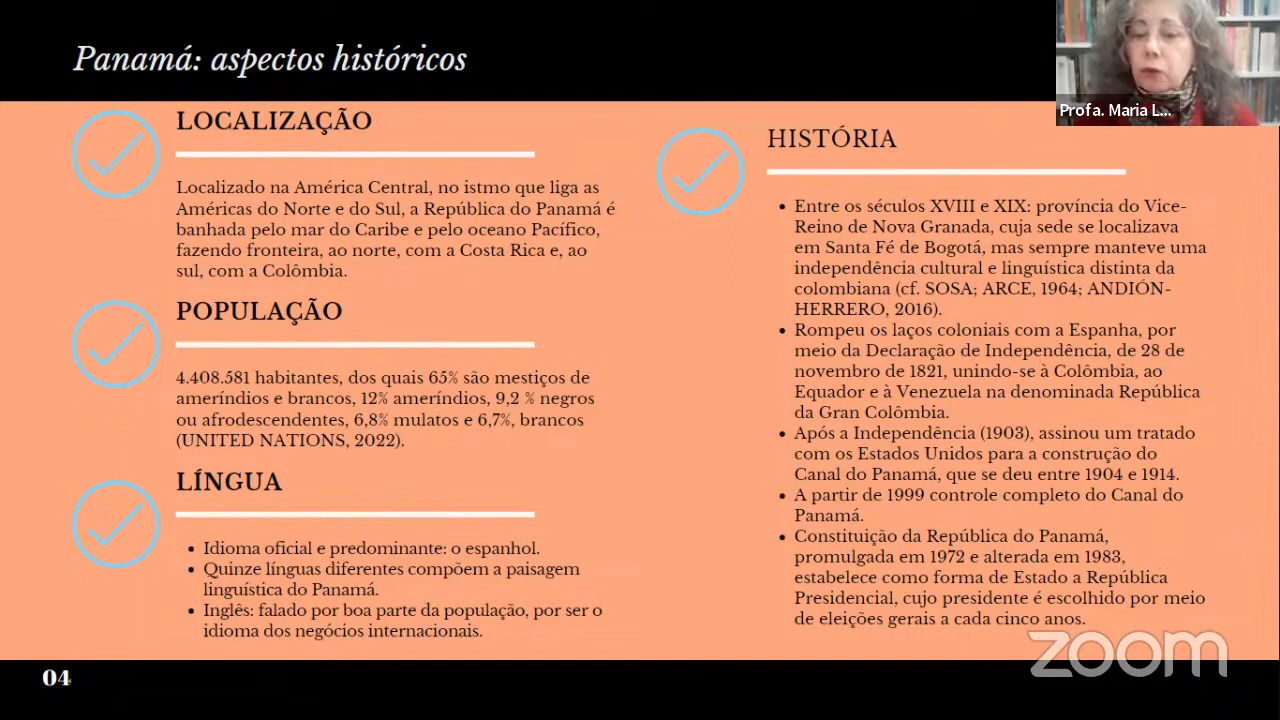 Panamá: aspectos históricos
Profa. Maria L...
LOCALIZAÇÃO
Localizado na América Central, no istmo que liga as
Américas do Norte e do Sul, a República do Panamá é
banhada pelo mar do Caribe e pelo oceano Pacífico,
fazendo fronteira, ao norte, com a Costa Rica e, ao
sul, com a Colômbia.
POPULAÇÃO
4.408.581 habitantes, dos quais 65% são mestiços de
ameríndios e brancos, 12% ameríndios, 9,2 % negros
ou afrodescendentes, 6,8% mulatos e 6,7%, brancos
(UNITED NATIONS, 2022).
LÍNGUA
• Idioma oficial e predominante: o espanhol.
• Quinze línguas diferentes compõem a paisagem
linguística do Panamá.
• Inglês: falado por boa parte da população, por ser o
idioma dos negócios internacionais.
HISTÓRIA
• Entre os séculos XVIII e XIX: província do Vice-
Reino de Nova Granada, cuja sede se localizava
em Santa Fé de Bogotá, mas sempre manteve uma
independência cultural e linguística distinta da
colombiana (cf. SOSA; ARCE, 1964; ANDIÓN-
HERRERO, 2016).
• Rompeu os laços coloniais com a Espanha, por
meio da Declaração de Independência, de 28 de
novembro de 1821, unindo-se à Colômbia, ao
Equador e à Venezuela na denominada República
da Gran Colômbia.
• Após a Independência (1903), assinou um tratado
com os Estados Unidos para a construção do
Canal do Panamá, que se deu entre 1904 e 1914.
• A partir de 1999 controle completo do Canal do
Panamá.
• Constituição da República do Panamá,
promulgada em 1972 e alterada em 1983,
estabelece como forma de Estado a República
Presidencial, cujo presidente é escolhido por meio
de eleições gerais a cada cinco anos.
zoom
04